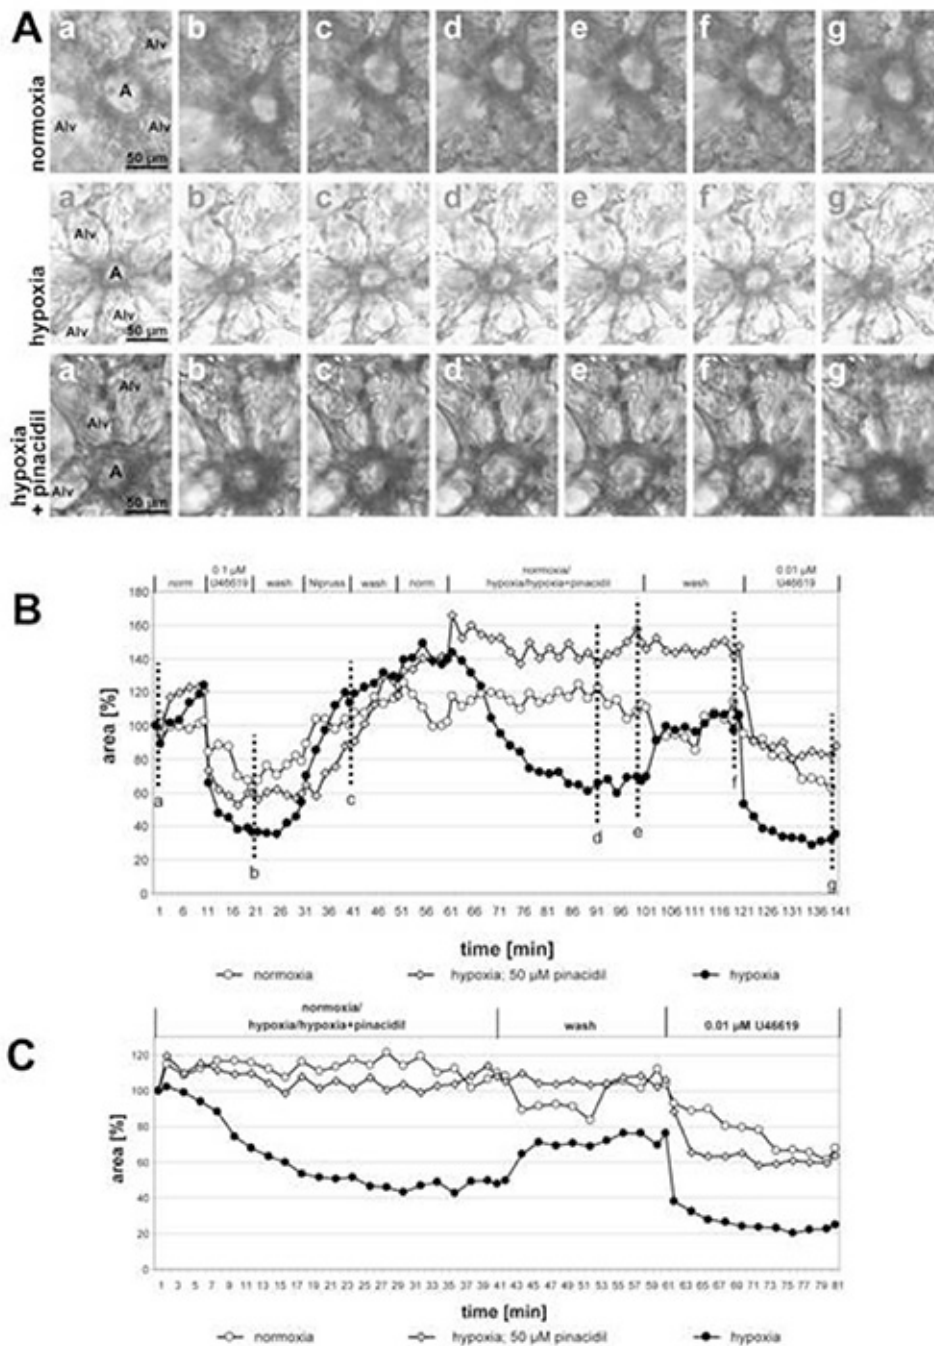 A
a b c d e f g
Alv
A
Alv Alv
50 µm
normoxia
a b c d e f g
Alv
A
Alv
Alv
50 µm
hypoxia
a b c d e f g
Alv
Alv
A
Alv
50 µm
hypoxia
+ pinacidil
B
0.1 µM normoxia/ 0.01 µM
norm U46619 wash Nipruss wash norm hypoxia/hypoxia+pinacidil wash U46619
180
160
140
120
100
80
60
40
20
0
area [%]
a b c d e f g
1 6 11 16 21 26 31 36 41 46 51 56 61 66 71 76 81 86 91 96 101 106 111 116 121 126 131 136 141
time [min]
normoxia hypoxia; 50 µM pinacidil hypoxia
C
normoxia/
hypoxia/hypoxia+pinacidil wash 0.01 µM U46619
120
100
80
60
40
20
0
area [%]
1 3 5 7 9 11 13 15 17 19 21 23 25 27 29 31 33 35 37 39 41 43 45 47 49 51 53 55 57 59 61 63 65 67 69 71 73 75 77 79 81
time [min]
normoxia hypoxia; 50 µM pinacidil hypoxia